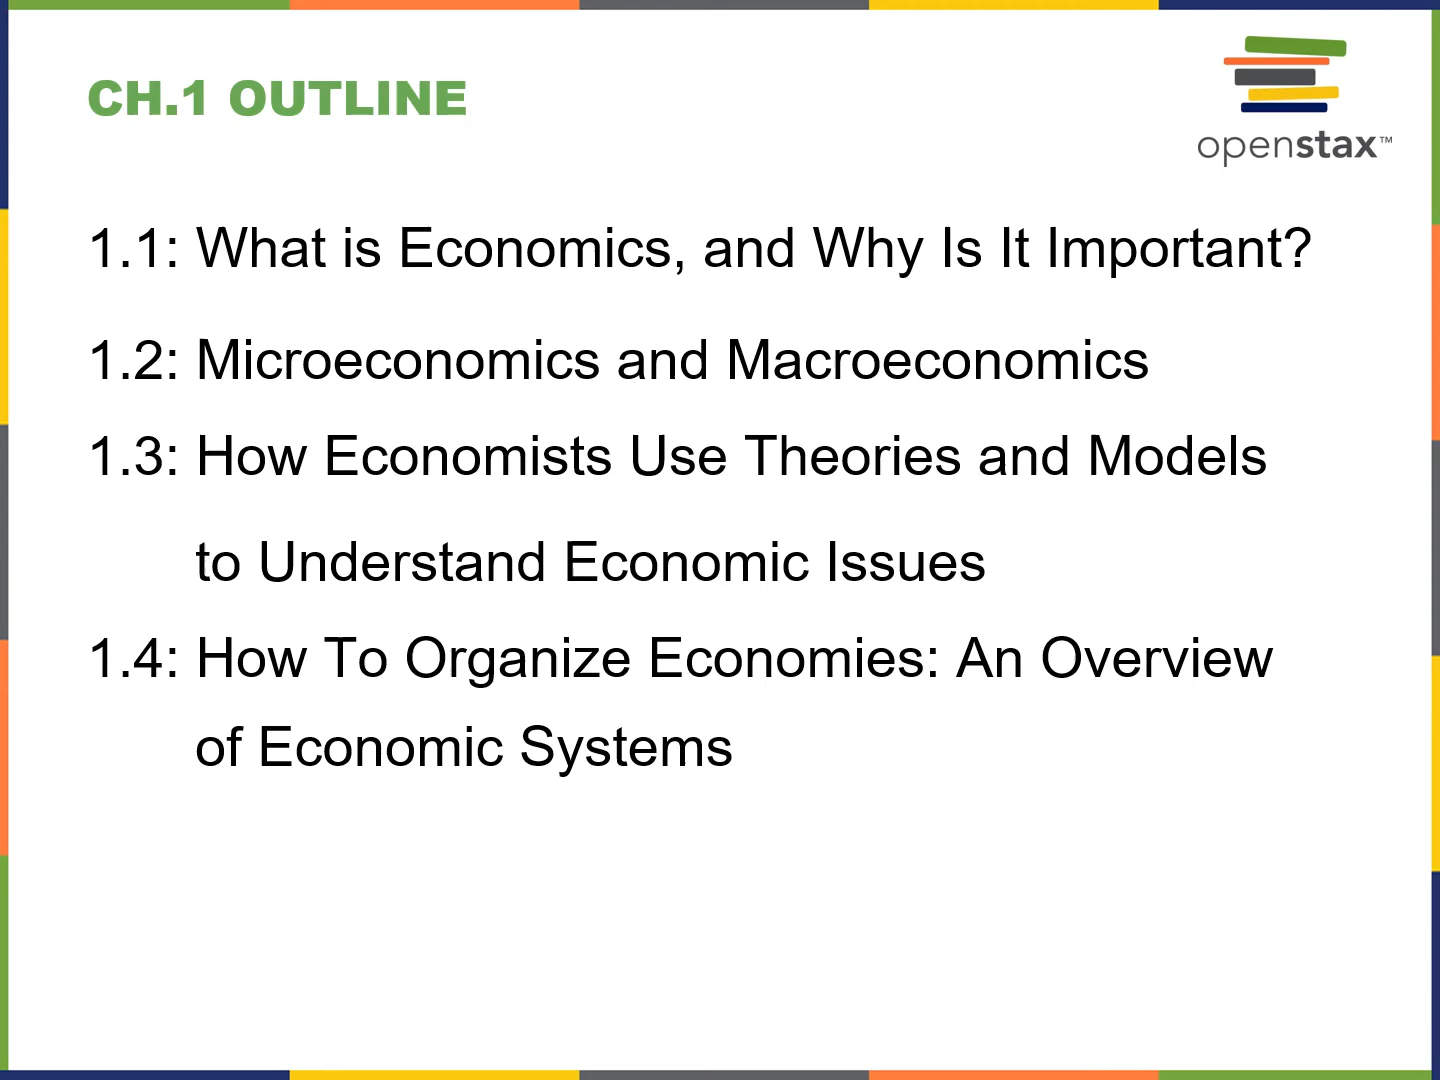 CH.1 OUTLINE
openstax™
1.1: What is Economics, and Why Is It Important?
1.2: Microeconomics and Macroeconomics
1.3: How Economists Use Theories and Models
to Understand Economic Issues
1.4: How To Organize Economies: An Overview
of Economic Systems